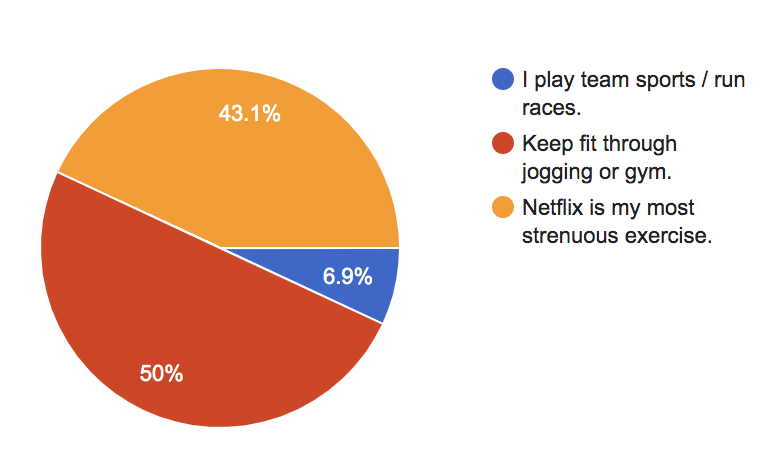 43.1%
6.9%
50%
I play team sports / run
races.
Keep fit through
jogging or gym.
Netflix is my most
strenuous exercise.